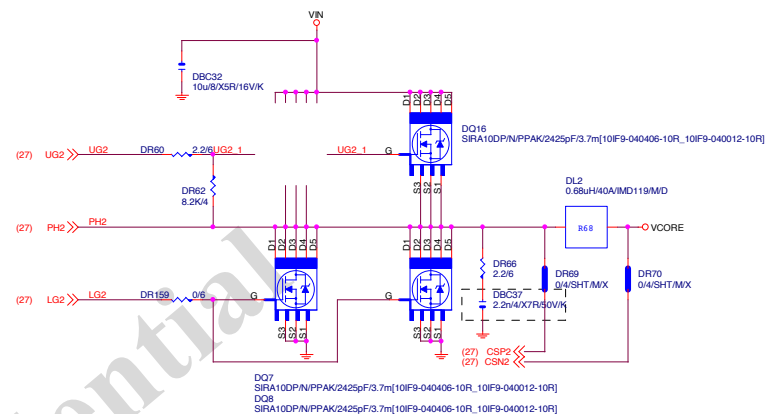 VIN
DBC32
10u/8/X5R/16V/K
D1
D2
D3
D4
D5
DQ16
SIRA10DP/N/PPAK/2425pF/3.7m[10IF9-040406-10R_10IF9-040012-10R]
(27) UG2 UG2 DR60 2.2/6 UG2_1 UG2_1 G
S3
S2
S1
DR62
8.2K/4
DL2
0.68uH/40A/IMD119/M/D
(27) PH2 PH2 R68 VCORE
D1
D2
D3
D4
D5
D1
D2
D3
D4
D5
DR66
2.2/6
DR69
0/4/SHT/M/X
DR70
0/4/SHT/M/X
(27) LG2 LG2 DR159 0/6 G G
DBC37
2.2n/4/X7R/50V/K
S3
S2
S1
S3
S2
S1
(27) CSP2
(27) CSN2
DQ7
SIRA10DP/N/PPAK/2425pF/3.7m[10IF9-040406-10R_10IF9-040012-10R]
DQ8
SIRA10DP/N/PPAK/2425pF/3.7m[10IF9-040406-10R_10IF9-040012-10R]
ential